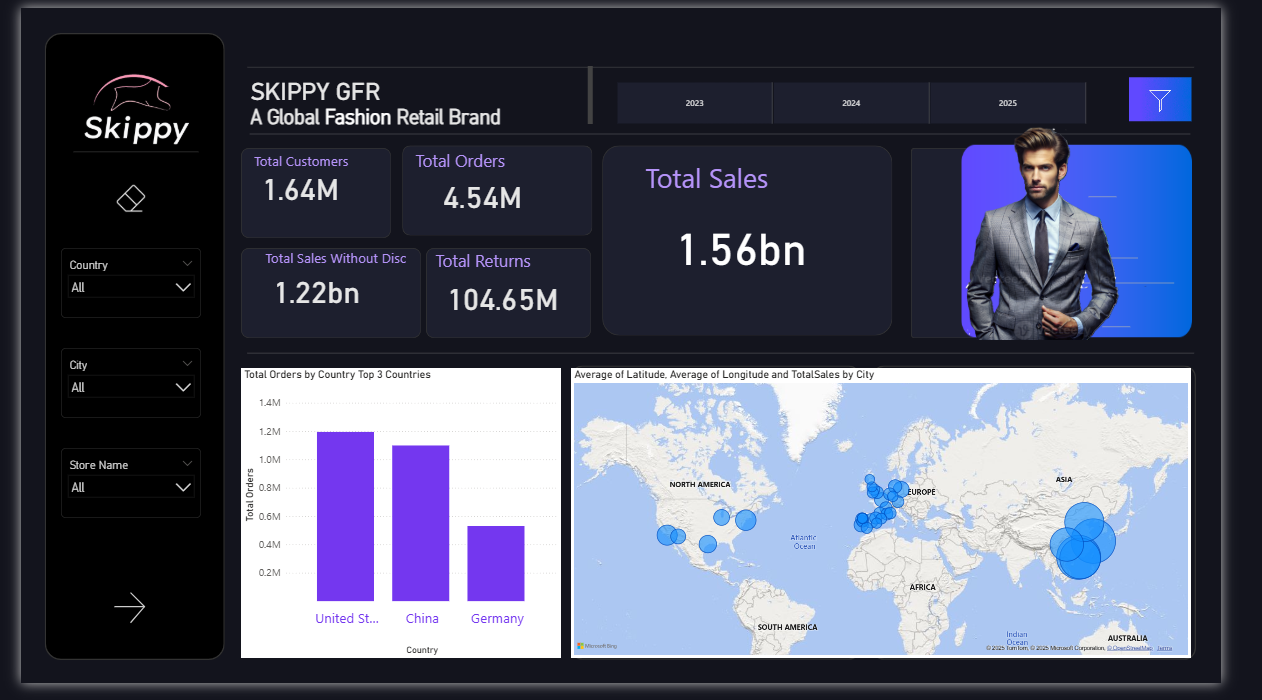 Skippy
SKIPPY GFR
A Global Fashion Retail Brand
2023
2024
2025
Total Customers
1.64M
Total Orders
4.54M
Total Sales
1.56bn
Total Sales Without Disc
1.22bn
Total Returns
104.65M
Country
All
City
All
Store Name
All
Total Orders by Country Top 3 Countries
1.4M
1.2M
1.0M
0.8M
0.6M
0.4M
0.2M
Total Orders
United St...
China
Germany
Country
Average of Latitude, Average of Longitude and TotalSales by City
NORTH AMERICA
EUROPE
ASIA
Atlantic
Ocean
AFRICA
SOUTH AMERICA
Indian
Ocean
AUSTRALIA
Microsoft Bing
© 2025 TomTom, © 2025 Microsoft Corporation, © OpenStreetMap Terms